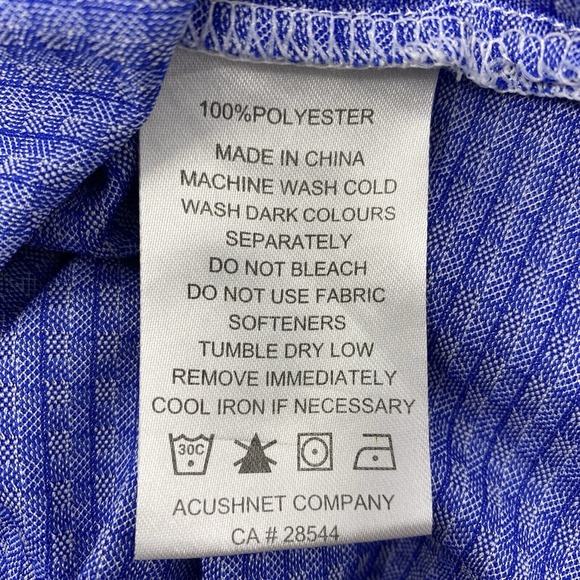 100%POLYESTER
MADE IN CHINA
MACHINE WASH COLD
WASH DARK COLOURS
SEPARATELY
DO NOT BLEACH
DO NOT USE FABRIC
SOFTENERS
TUMBLE DRY LOW
REMOVE IMMEDIATELY
COOL IRON IF NECESSARY
30C
ACUSHNET COMPANY
CA # 28544